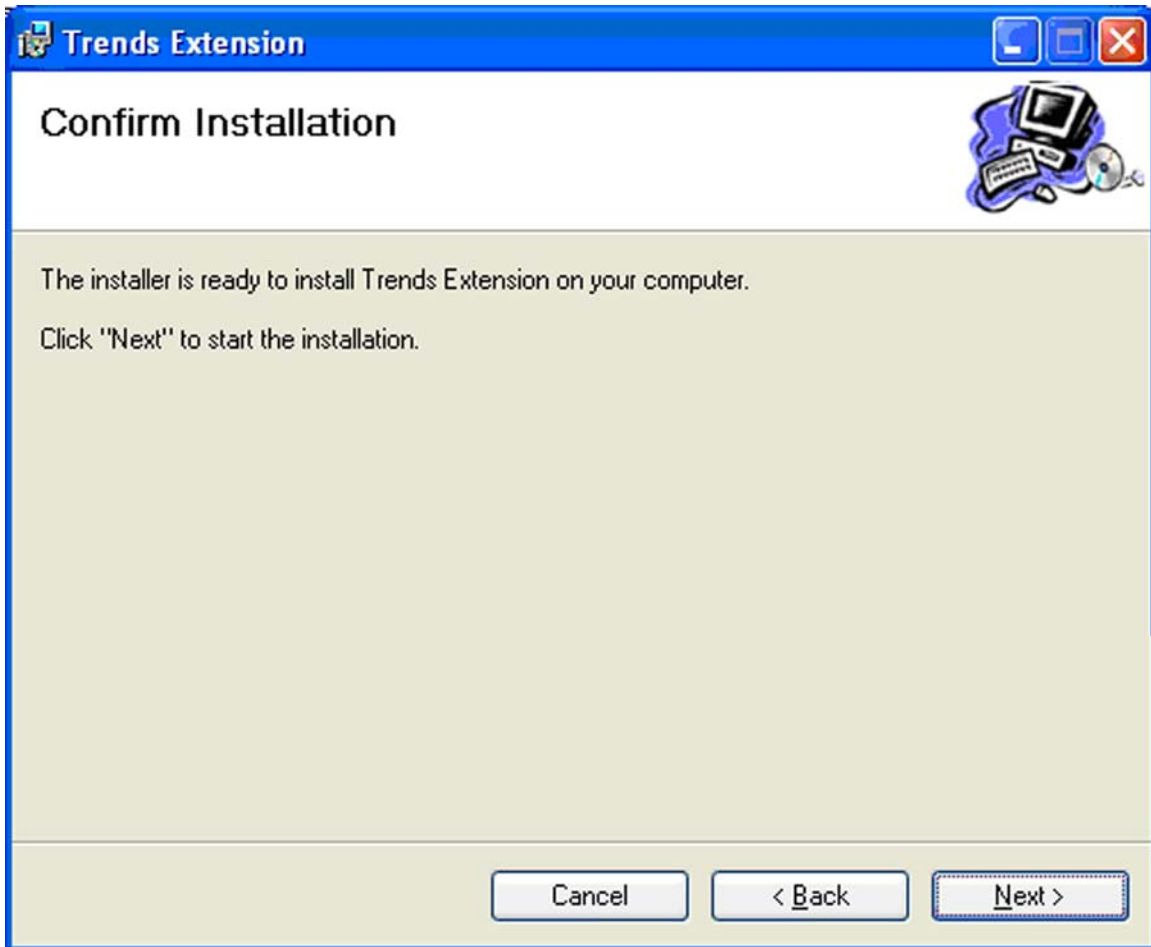 Trends Extension
Confirm Installation
The installer is ready to install Trends Extension on your computer.
Click "Next" to start the installation.
Cancel
< Back
Next >